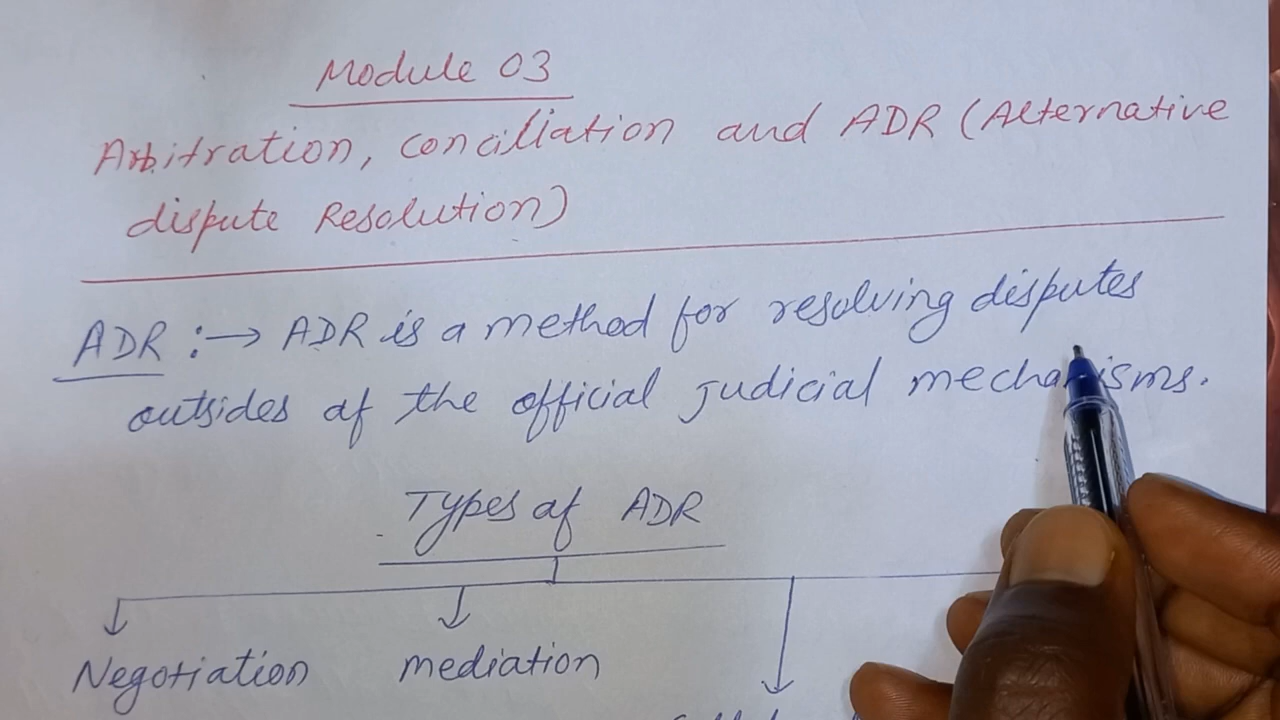 Module 03
Arbitration, conciliation and ADR (Alternative
dispute Resolution)
ADR :→ ADR is a method for resolving disputes
outsides of the official judicial mechanisms.
Types of ADR
Negotiation mediation